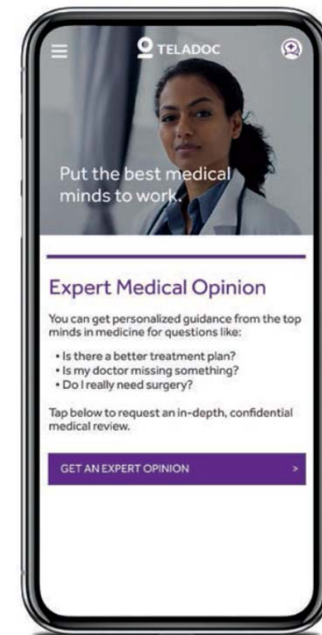 TELADOC
Put the best medical
minds to work.
Expert Medical Opinion
You can get personalized guidance from the top
minds in medicine for questions like:
• Is there a better treatment plan?
• Is my doctor missing something?
• Do I really need surgery?
Tap below to request an in-depth, confidential
medical review.
GET AN EXPERT OPINION >